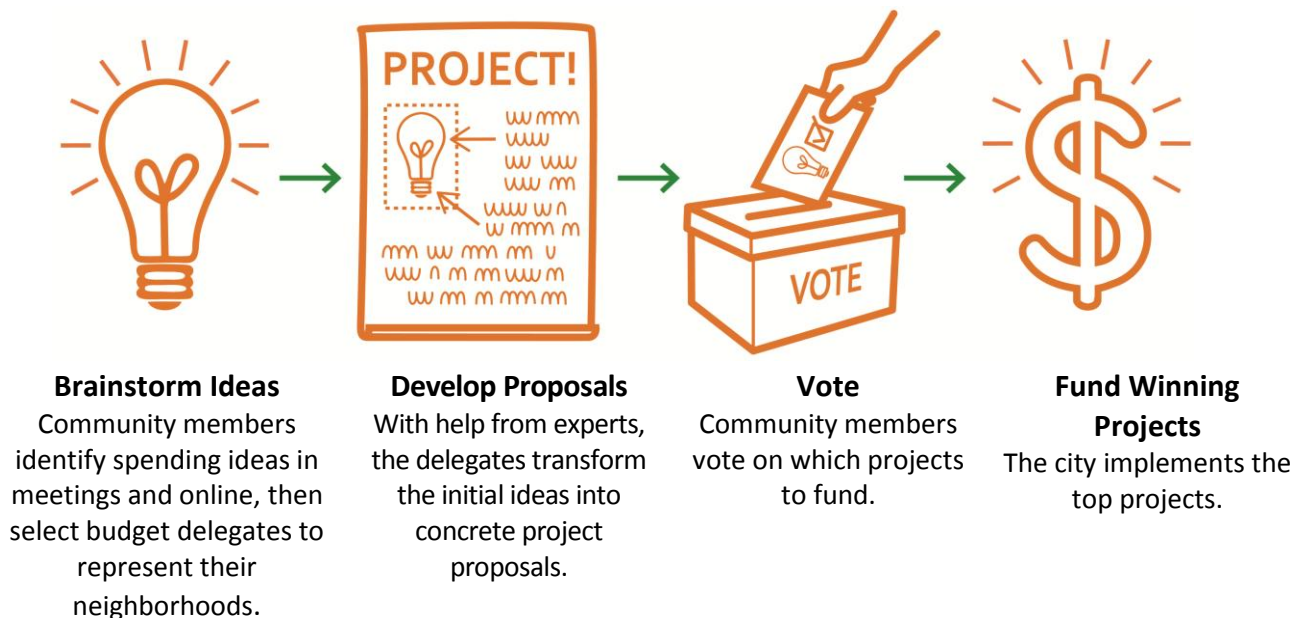 PROJECT!
VOTE
Brainstorm Ideas
Community members
identify spending ideas in
meetings and online, then
select budget delegates to
represent their
neighborhoods.
Develop Proposals
With help from experts,
the delegates transform
the initial ideas into
concrete project
proposals.
Vote
Community members
vote on which projects
to fund.
Fund Winning
Projects
The city implements the
top projects.